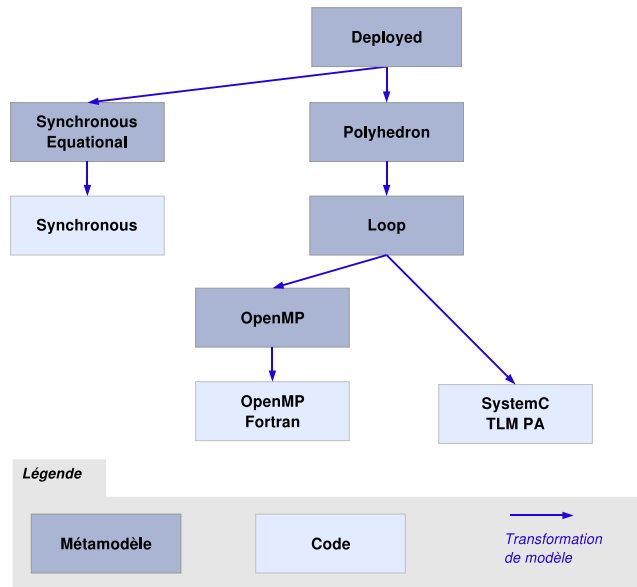 Deployed
Synchronous
Equational
Polyhedron
Synchronous
Loop
OpenMP
OpenMP
Fortran
SystemC
TLM PA
Légende
Métamodèle
Code
Transformation
de modèle